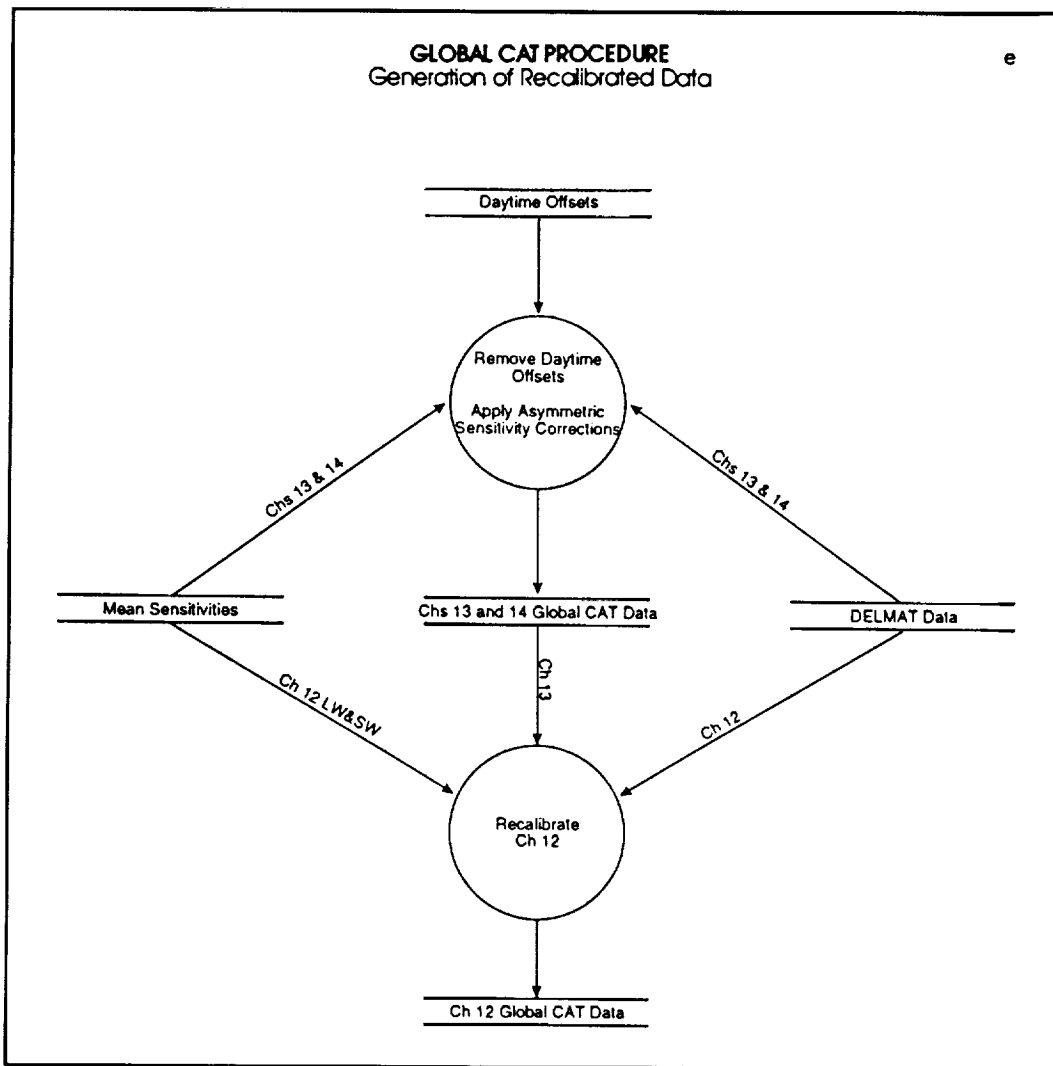 GLOBAL CAT PROCEDURE
e
Generation of Recalibrated Data
Daytime Offsets
Remove Daytime
Offsets
Apply Asymmetric
Sensitivity Corrections
Chs 13 & 14
Chs 13 & 14
Mean Sensitivities
Chs 13 and 14 Global CAT Data
DELMAT Data
Ch 12 LW&SW
Ch 13
Ch 12
Recalibrate
Ch 12
Ch 12 Global CAT Data